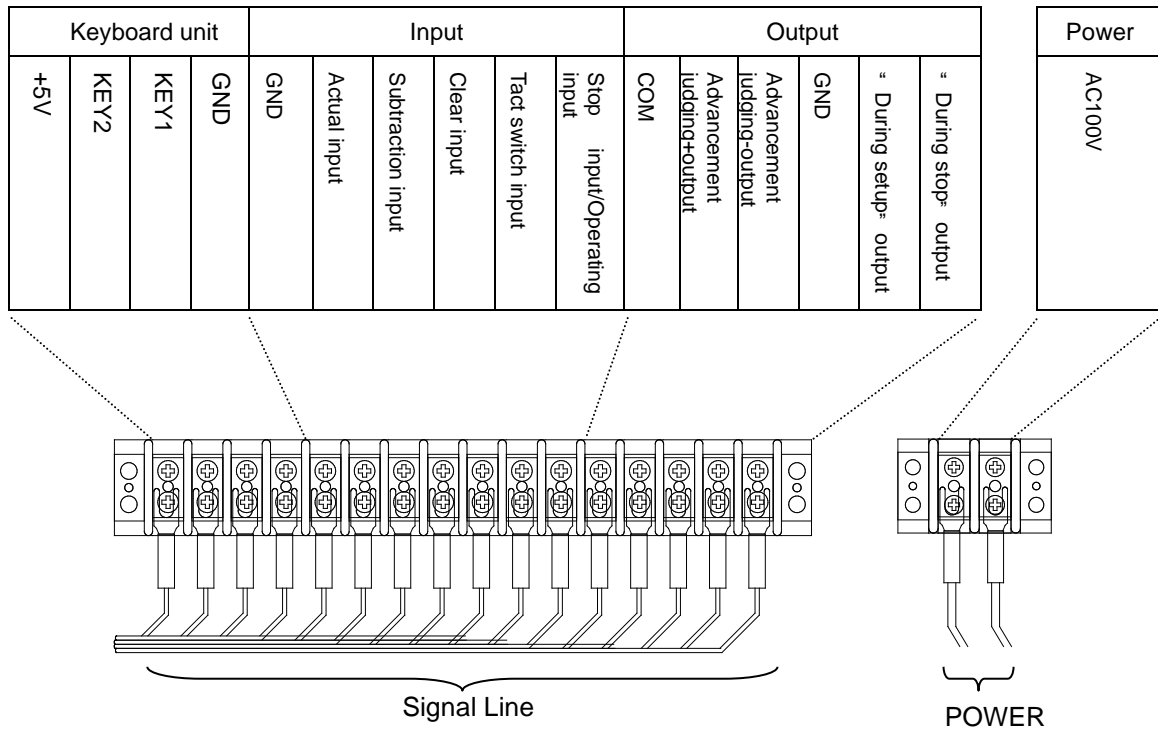 Keyboard unit
Input
Output
Power
+5V
KEY2
KEY1
GND
GND
Actual input
Subtraction input
Clear input
Tact switch input
Stop input/Operating
input
COM
Advancement
judging+output
Advancement
judging-output
GND
“ During setup” output
“ During stop” output
AC100V
Signal Line
POWER